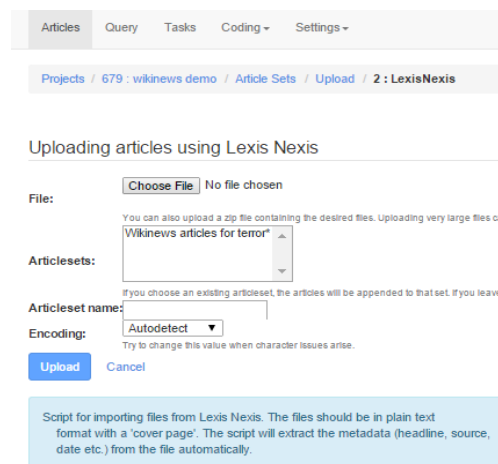 Articles Query Tasks Coding Settings
Projects / 679 : wikinews demo / Article Sets / Upload / 2 : LexisNexis
Uploading articles using Lexis Nexis
File: Choose File No file chosen
You can also upload a zip file containing the desired files. Uploading very large files
Articlesets: Wikinews articles for terror*
If you choose an existing articleset, the articles will be appended to that set. If you leave
Articleset name:
Encoding: Autodetect
Try to change this value when character issues arise.
Upload Cancel
Script for importing files from Lexis Nexis. The files should be in plain text
format with a 'cover page'. The script will extract the metadata (headline, source,
date etc.) from the file automatically.